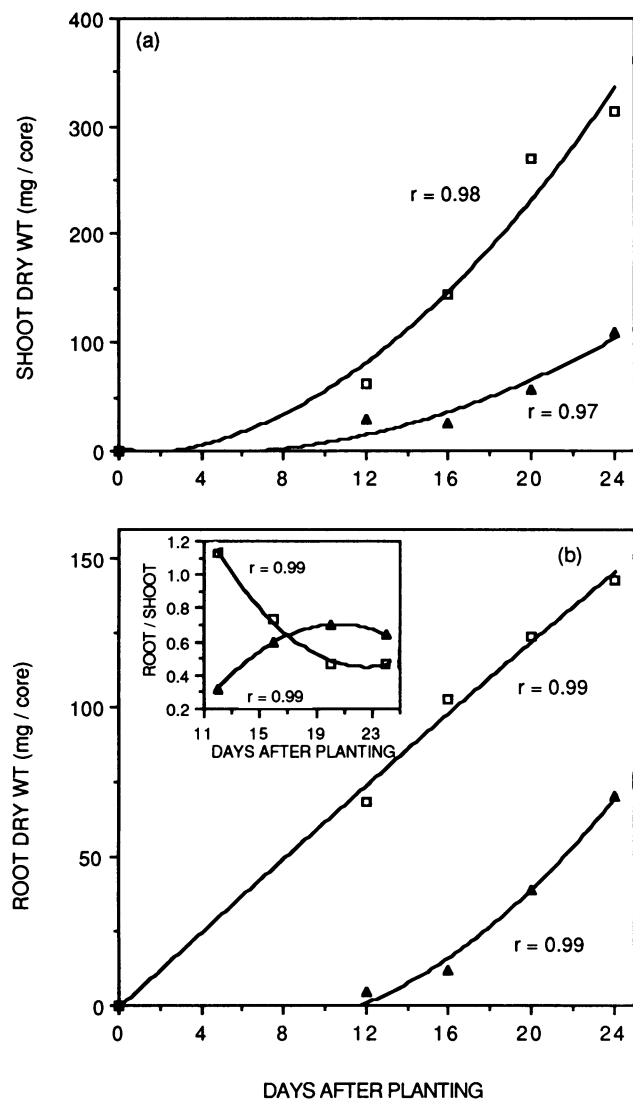 (a)
400
300
200
100
0
SHOOT DRY WT (mg / core)
r = 0.98
r = 0.97
0 4 8 12 16 20 24
(b)
150
100
50
0
ROOT DRY WT (mg / core)
1.2
1.0
0.8
0.6
0.4
0.2
ROOT / SHOOT
r = 0.99
r = 0.99
11 15 19 23
DAYS AFTER PLANTING
r = 0.99
r = 0.99
0 4 8 12 16 20 24
DAYS AFTER PLANTING